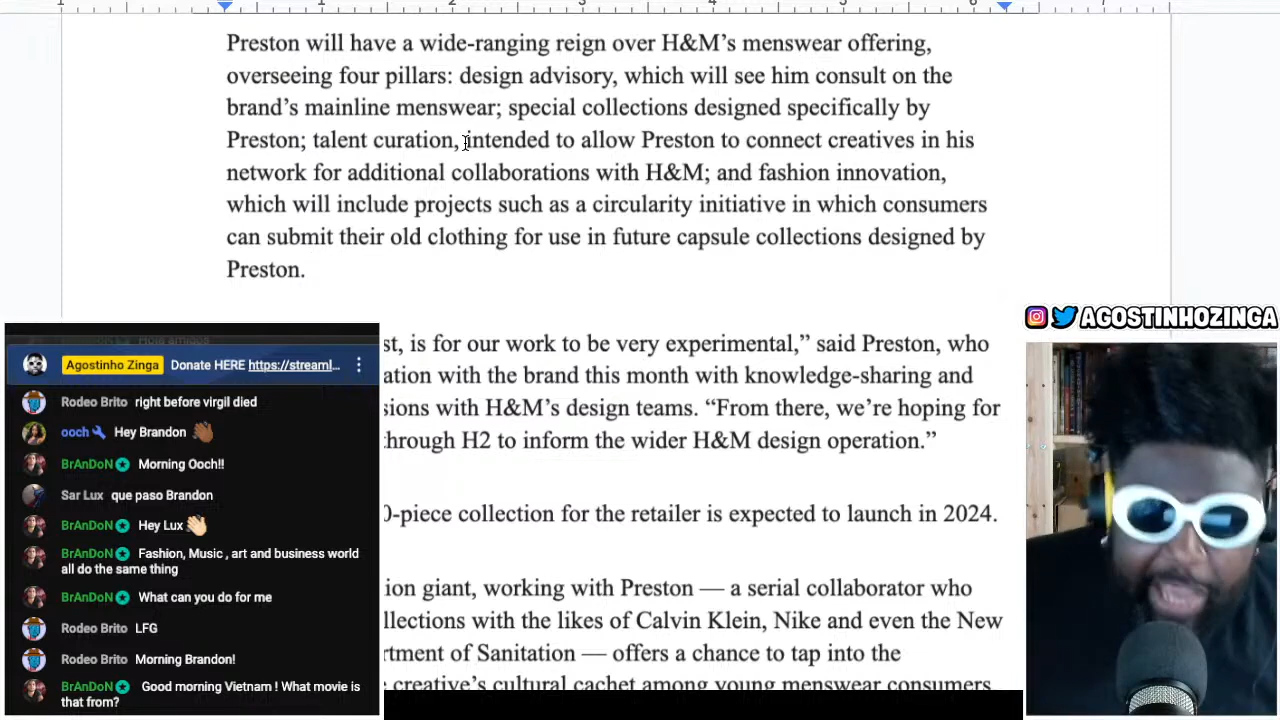 1 2 3 4 5 6 7
Preston will have a wide-ranging reign over H&M’s menswear offering,
overseeing four pillars: design advisory, which will see him consult on the
brand’s mainline menswear; special collections designed specifically by
Preston; talent curation, intended to allow Preston to connect creatives in his
network for additional collaborations with H&M; and fashion innovation,
which will include projects such as a circularity initiative in which consumers
can submit their old clothing for use in future capsule collections designed by
Preston.
st, is for our work to be very experimental,” said Preston, who
ation with the brand this month with knowledge-sharing and
sions with H&M’s design teams. “From there, we’re hoping for
through H2 to inform the wider H&M design operation.”
0-piece collection for the retailer is expected to launch in 2024.
ion giant, working with Preston — a serial collaborator who
llections with the likes of Calvin Klein, Nike and even the New
rtment of Sanitation — offers a chance to tap into the
creative’s cultural cachet among young menswear consumers
Hola amidos
Agostinho Zinga Donate HERE https://streaml...
Rodeo Brito right before virgil died
ooch Hey Brandon
BrAnDoN Morning Ooch!!
Sar Lux que paso Brandon
BrAnDoN Hey Lux
BrAnDoN Fashion, Music , art and business world
all do the same thing
BrAnDoN What can you do for me
Rodeo Brito LFG
Rodeo Brito Morning Brandon!
BrAnDoN Good morning Vietnam ! What movie is
that from?
AGOSTINHOZINGA